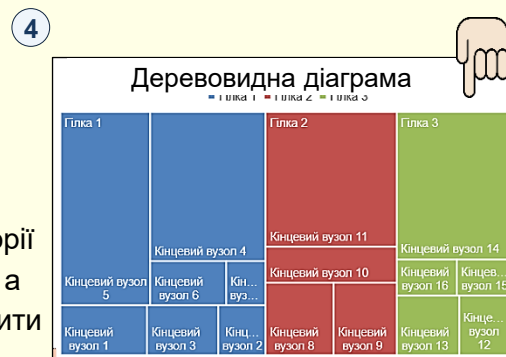 4
Деревовидна діаграма
Гілка 1 Гілка 2 Гілка 3
Гілка 1
Гілка 2
Гілка 3
Кінцевий вузол 11
Кінцевий вузол 4
Кінцевий вузол 14
орії
Кінцевий вузол 10
Кінцевий вузол
5
Кінцевий
вузол 6
Кін...
вуз...
Кінцевий
вузол 16
Кінцев...
вузол 15
а
ити
Кінцевий
вузол 1
Кінцевий
вузол 3
Кінц...
вузол 2
Кінцевий
вузол 8
Кінцевий
вузол 9
Кінцевий
вузол 13
Кінце...
вузол
12